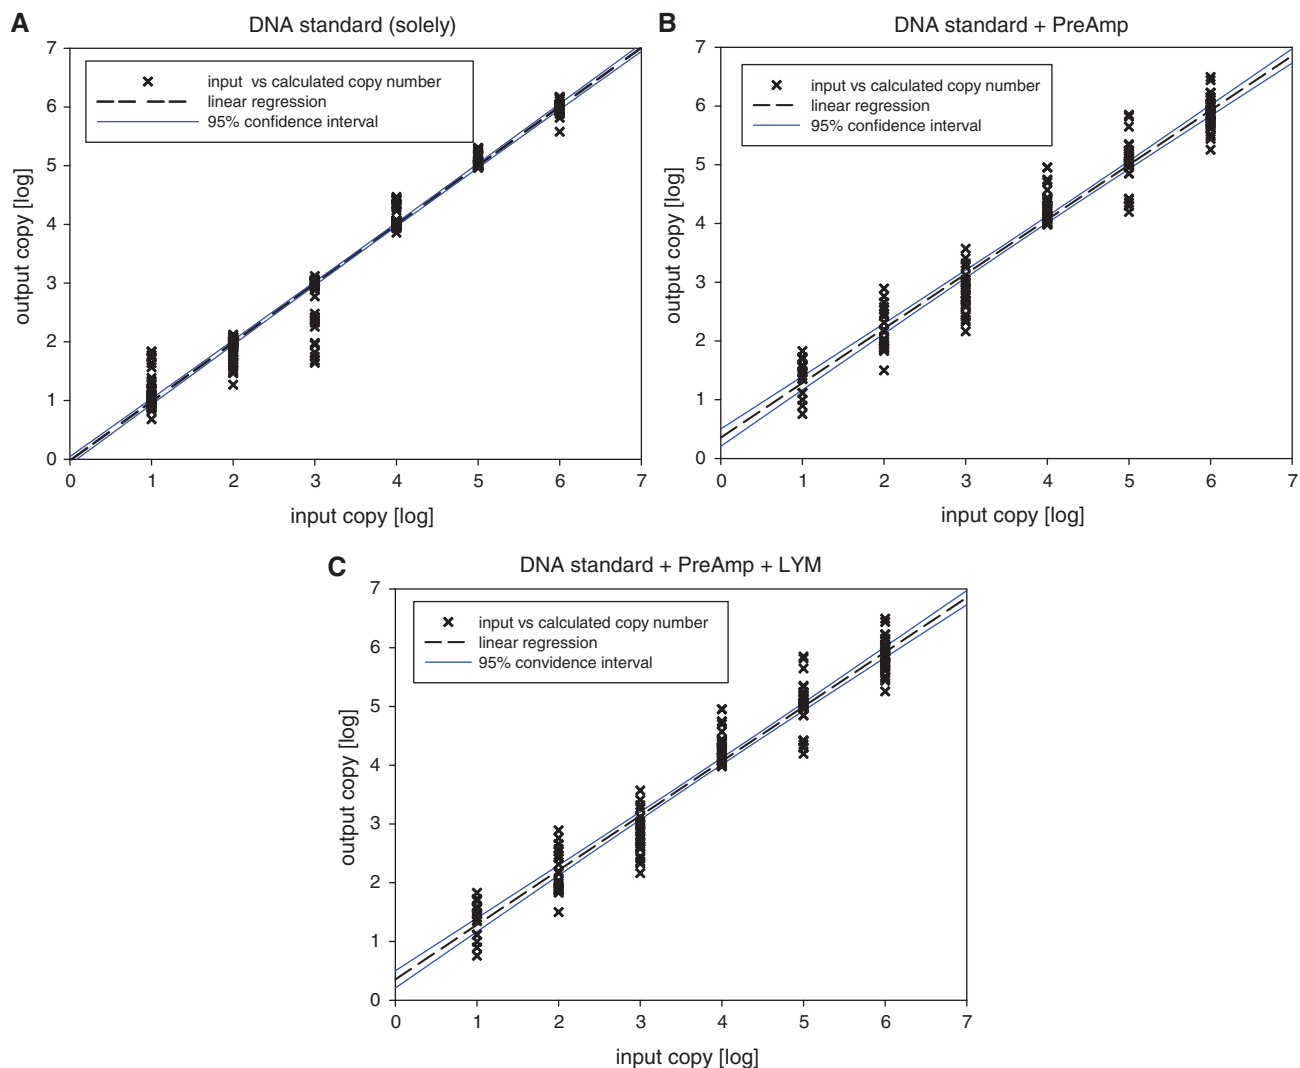 A
DNA standard (solely)
7
6
5
4
3
2
1
0
output copy [log]
input vs calculated copy number
linear regression
95% confidence interval
0 1 2 3 4 5 6 7
input copy [log]
B
DNA standard + PreAmp
7
6
5
4
3
2
1
0
output copy [log]
input vs calculated copy number
linear regression
95% confidence interval
0 1 2 3 4 5 6 7
input copy [log]
C
DNA standard + PreAmp + LYM
7
6
5
4
3
2
1
0
output copy [log]
input vs calculated copy number
linear regression
95% convidence interval
0 1 2 3 4 5 6 7
input copy [log]